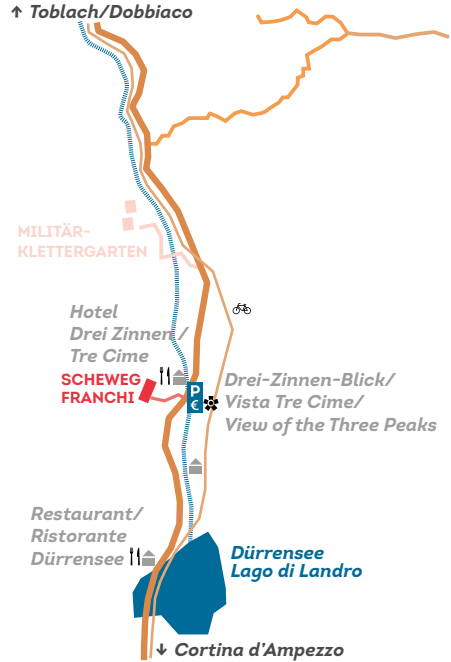 ↑ Toblach/Dobbiaco
MILITÄR-
KLETTERGARTEN
Hotel
Drei Zinnen/
Tre Cime
SCHEWEG
FRANCHI
P
€
Drei-Zinnen-Blick/
Vista Tre Cime/
View of the Three Peaks
Restaurant/
Ristorante
Dürrensee
Dürrensee
Lago di Landro
↓ Cortina d'Ampezzo